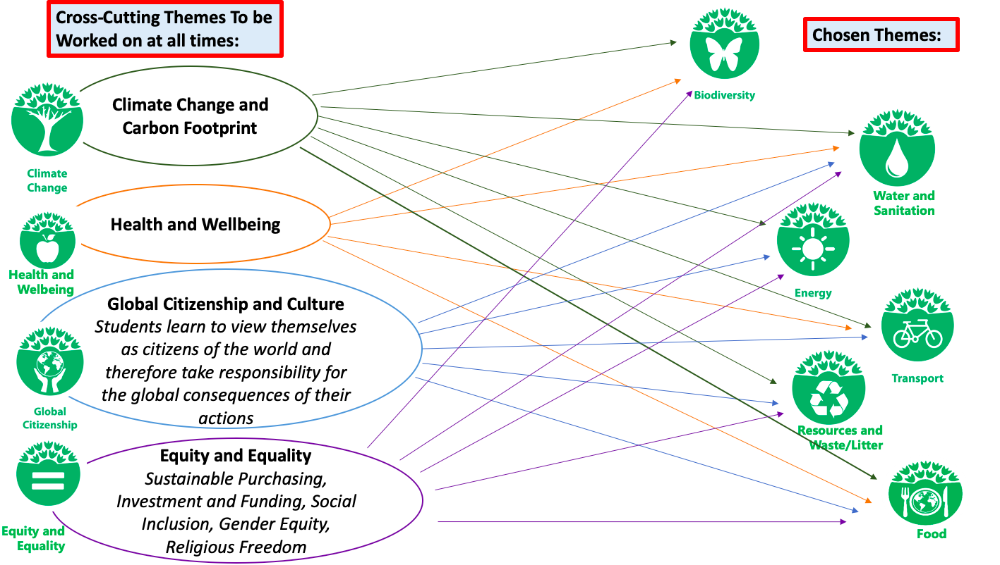 Cross-Cutting Themes To be
Worked on at all times:
Chosen Themes:
Climate Change and
Carbon Footprint
Climate
Change
Health and Wellbeing
Health and
Wellbeing
Global Citizenship and Culture
Students learn to view themselves
as citizens of the world and
therefore take responsibility for
the global consequences of their
actions
Global
Citizenship
Equity and Equality
Sustainable Purchasing,
Investment and Funding, Social
Inclusion, Gender Equity,
Religious Freedom
Equity and
Equality
Biodiversity
Water and
Sanitation
Energy
Transport
Resources and
Waste/Litter
Food